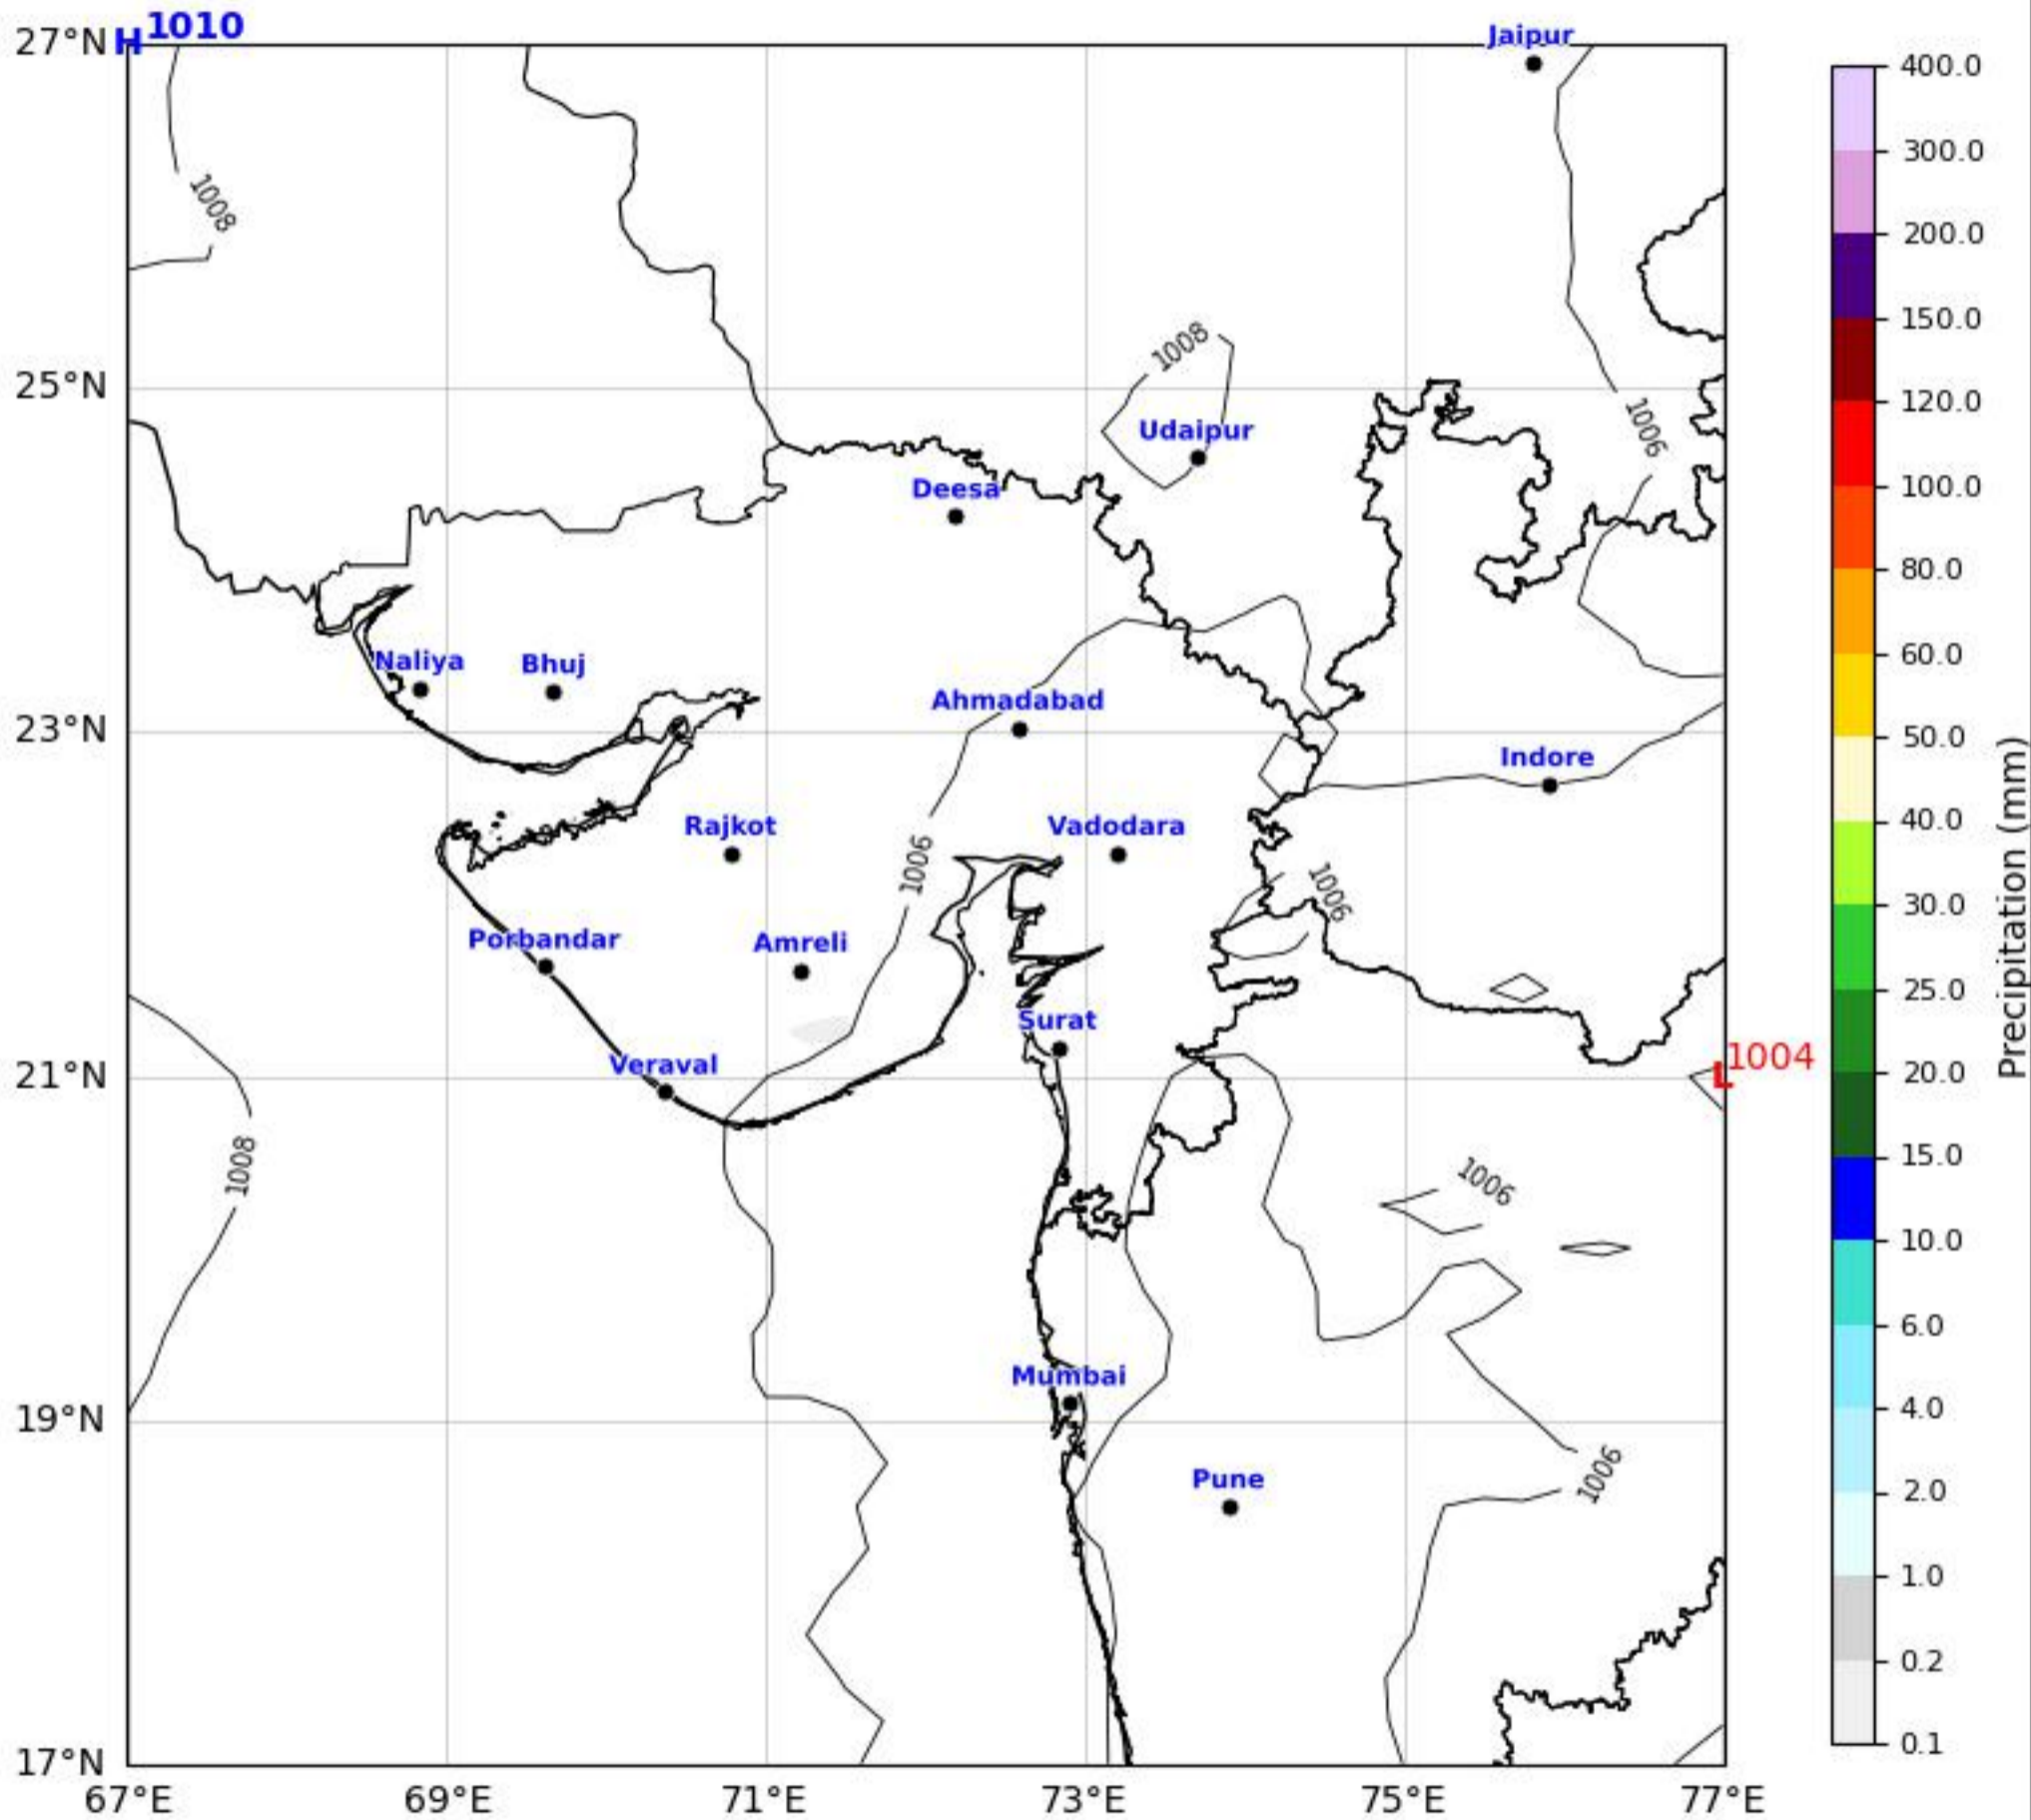 H 1010
27°N
Jaipur
1008
25°N
1008
Udaipur
1006
Deesa
Naliya
Bhuj
Ahmadabad
23°N
Indore
Rajkot
Vadodara
1006
1006
Porbandar
Amreli
Surat
Veraval
21°N
L 1004
1008
1006
Mumbai
19°N
1006
Pune
17°N
67°E
69°E
71°E
73°E
75°E
77°E
400.0
300.0
200.0
150.0
120.0
100.0
80.0
60.0
50.0
40.0
30.0
25.0
20.0
15.0
10.0
6.0
4.0
2.0
1.0
0.2
0.1
Precipitation (mm)